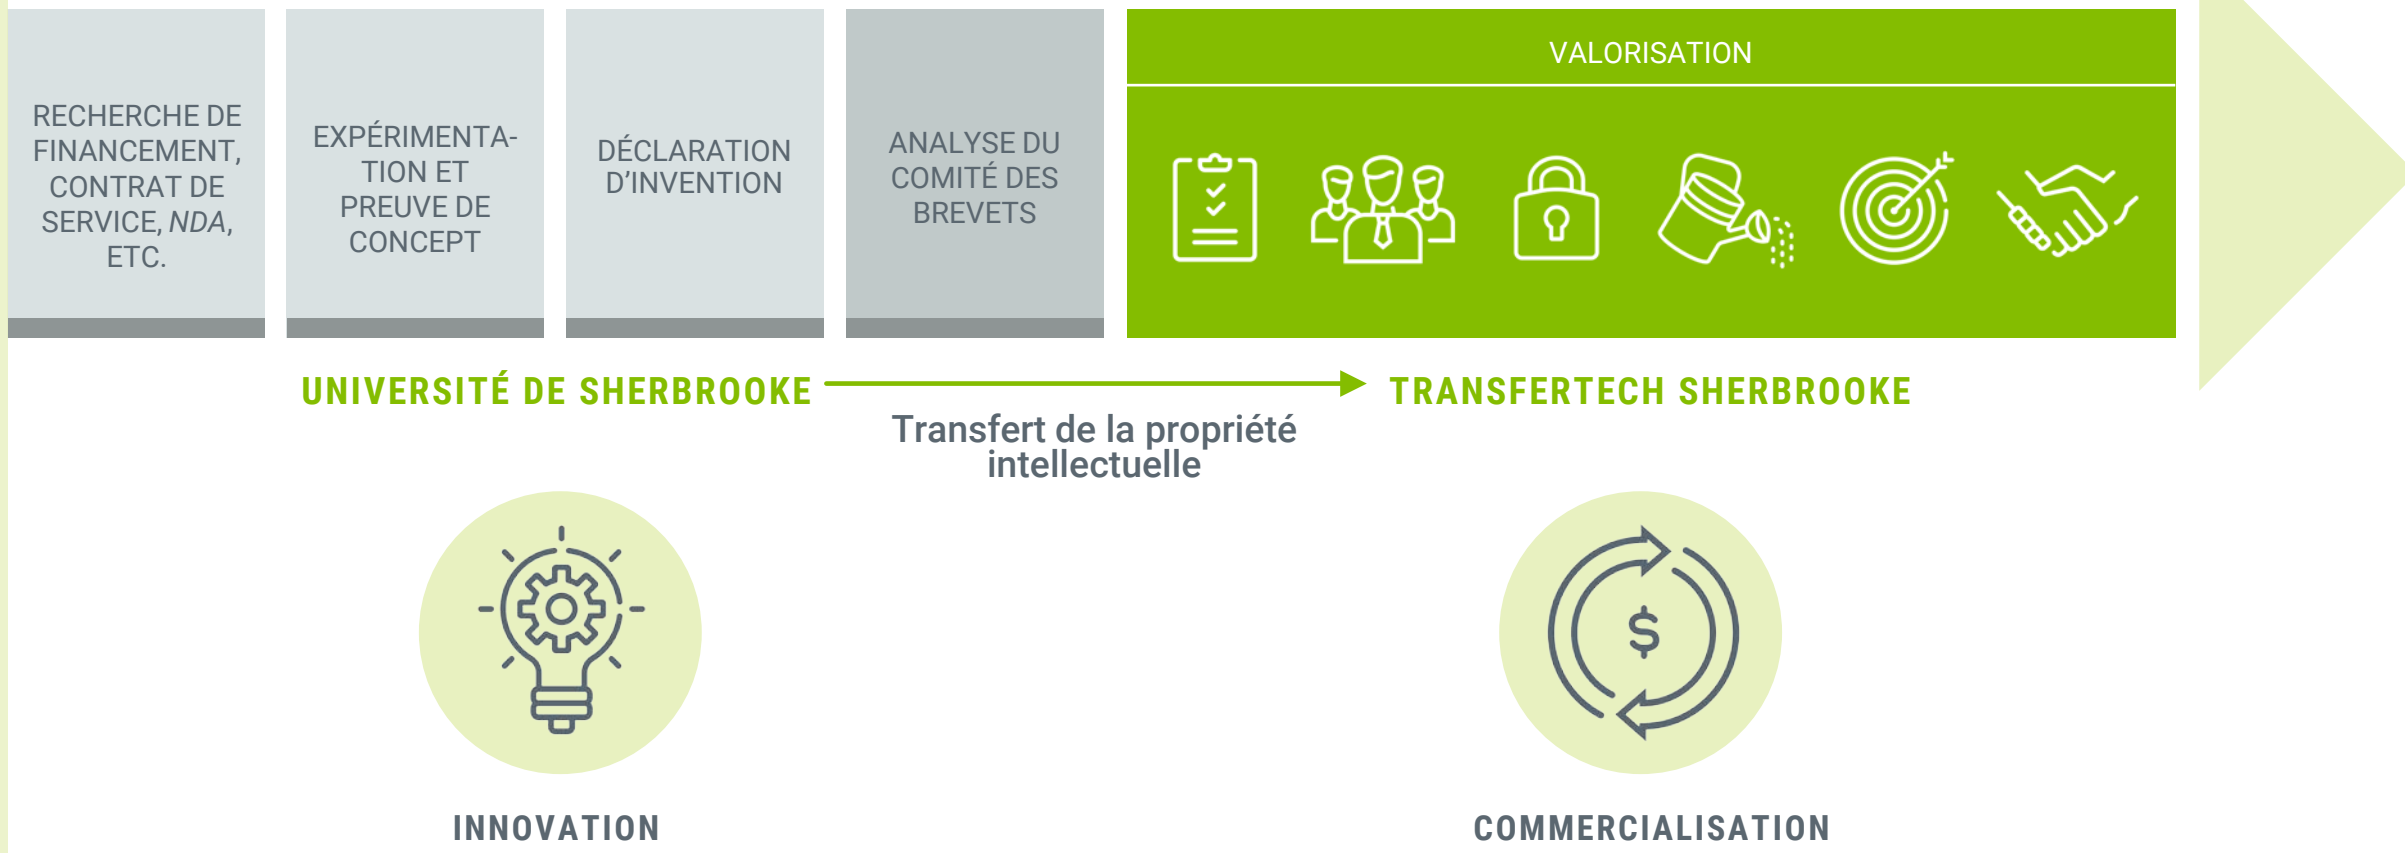 RECHERCHE DE
FINANCEMENT,
CONTRAT DE
SERVICE, NDA,
ETC.
EXPÉRIMENTA-
TION ET
PREUVE DE
CONCEPT
DÉCLARATION
D’INVENTION
ANALYSE DU
COMITÉ DES
BREVETS
VALORISATION
UNIVERSITÉ DE SHERBROOKE
TRANSFERTECH SHERBROOKE
Transfert de la propriété
intellectuelle
$
INNOVATION
COMMERCIALISATION